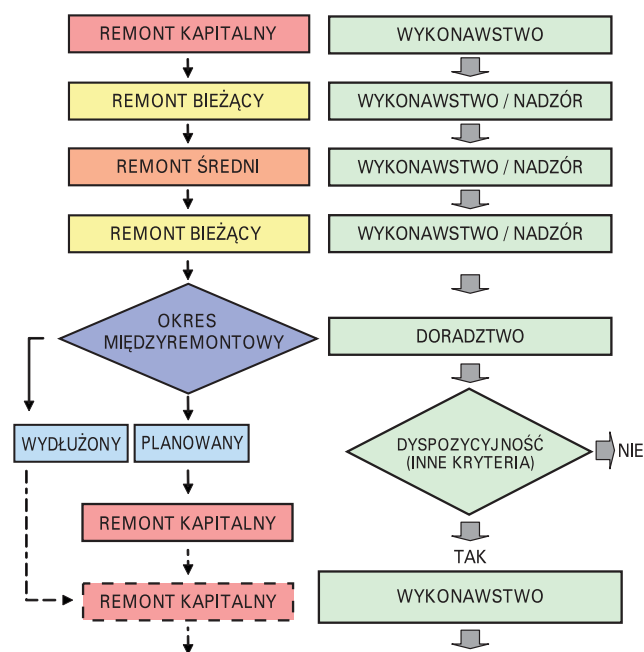 REMONT KAPITALNY
REMONT BIEŻĄCY
REMONT ŚREDNI
REMONT BIEŻĄCY
OKRES
MIĘDZYREMONTOWY
WYDŁUŻONY
PLANOWANY
REMONT KAPITALNY
REMONT KAPITALNY
WYKONAWSTWO
WYKONAWSTWO / NADZÓR
WYKONAWSTWO / NADZÓR
WYKONAWSTWO / NADZÓR
DORADZTWO
DYSPOZYCYJNOŚĆ
(INNE KRYTERIA)
NIE
TAK
WYKONAWSTWO